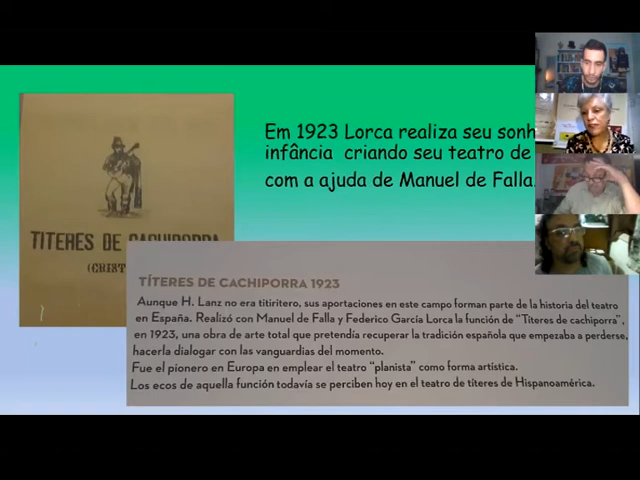 Em 1923 Lorca realiza seu sonh
infância criando seu teatro de
com a ajuda de Manuel de Falla.
TITERES DE CACHIPORRA
(CRIST
TÍTERES DE CACHIPORRA 1923
Aunque H. Lanz no era titiritero, sus aportaciones en este campo forman parte de la historia del teatro
en España. Realizó con Manuel de Falla y Federico García Lorca la función de "Títeres de cachiporra",
en 1923, una obra de arte total que pretendía recuperar la tradición española que empezaba a perderse,
hacerla dialogar con las vanguardias del momento.
Fue el pionero en Europa en emplear el teatro "planista" como forma artística.
Los ecos de aquella función todavía se perciben hoy en el teatro de títeres de Hispanoamérica.